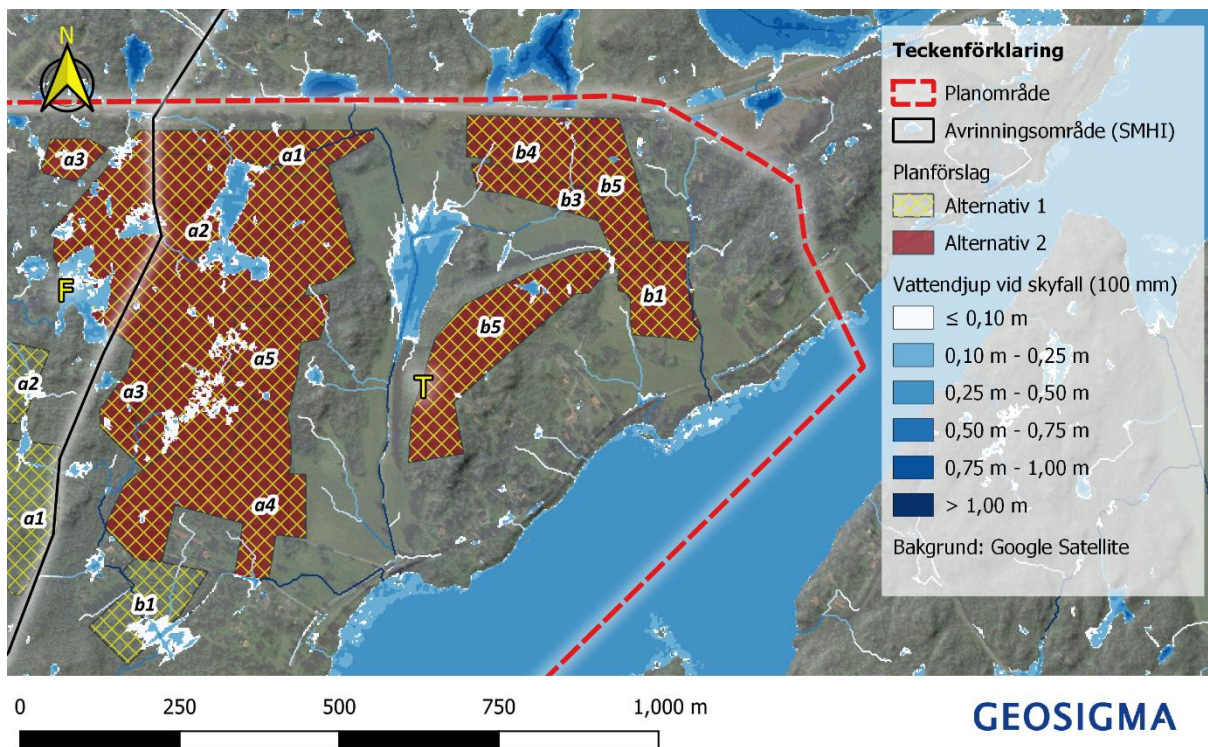 N
a3
a1
a2
F
a3
a5
a2
a1
a4
b1
b4
b5
b3
b1
b5
T
Teckenförklaring
Planområde
Avrinningsområde (SMHI)
Planförslag
Alternativ 1
Alternativ 2
Vattendjup vid skyfall (100 mm)
≤ 0,10 m
0,10 m - 0,25 m
0,25 m - 0,50 m
0,50 m - 0,75 m
0,75 m - 1,00 m
> 1,00 m
Bakgrund: Google Satellite
0 250 500 750 1,000 m
GEOSIGMA